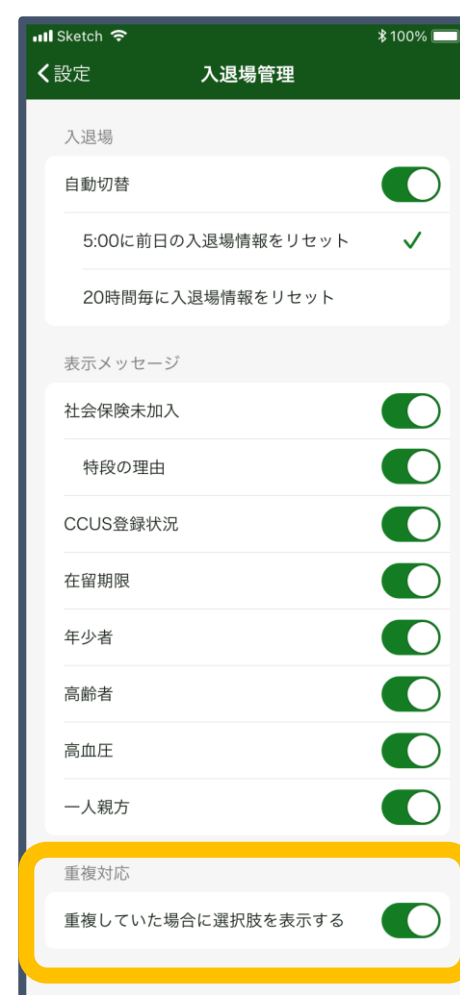 Sketch 100%
設定 入退場管理
入退場
自動切替
5:00に前日の入退場情報をリセット
20時間毎に入退場情報をリセット
表示メッセージ
社会保険未加入
特段の理由
CCUS登録状況
在留期限
年少者
高齢者
高血圧
一人親方
重複対応
重複していた場合に選択肢を表示する